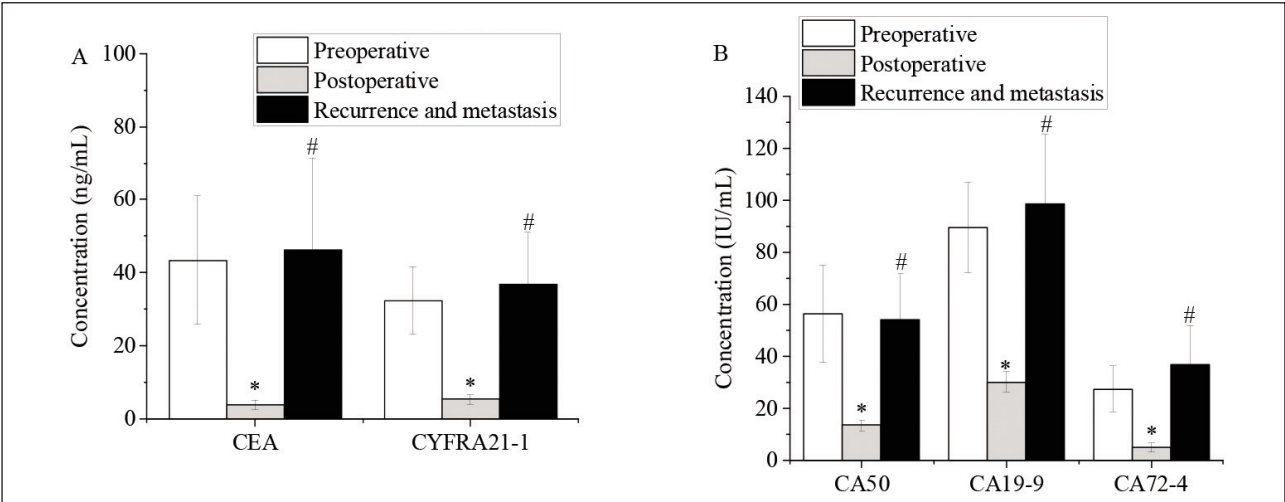 A
Preoperative
Postoperative
Recurrence and metastasis
Concentration (ng/mL)
100
80
60
40
20
0
#
#
*
*
CEA CYFRA21-1
B
Preoperative
Postoperative
Recurrence and metastasis
Concentration (IU/mL)
140
120
100
80
60
40
20
0
#
#
#
*
*
*
CA50 CA19-9 CA72-4